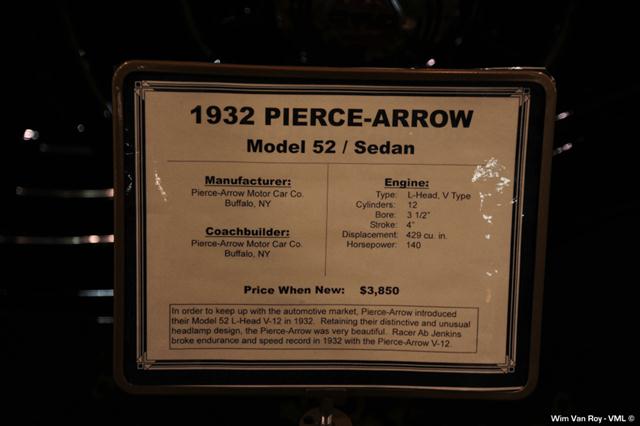 1932 PIERCE-ARROW
Model 52 / Sedan
Manufacturer:
Pierce-Arrow Motor Car Co.
Buffalo, NY
Coachbuilder:
Pierce-Arrow Motor Car Co.
Buffalo, NY
Engine:
Type: L-Head, V Type
Cylinders: 12
Bore: 3 1/2"
Stroke: 4"
Displacement: 429 cu. in.
Horsepower: 140
Price When New: $3,850
In order to keep up with the automotive market, Pierce-Arrow introduced
their Model 52 L-Head V-12 in 1932. Retaining their distinctive and unusual
headlamp design, the Pierce-Arrow was very beautiful. Racer Ab Jenkins
broke endurance and speed record in 1932 with the Pierce-Arrow V-12.
Wim Van Roy - VML ©